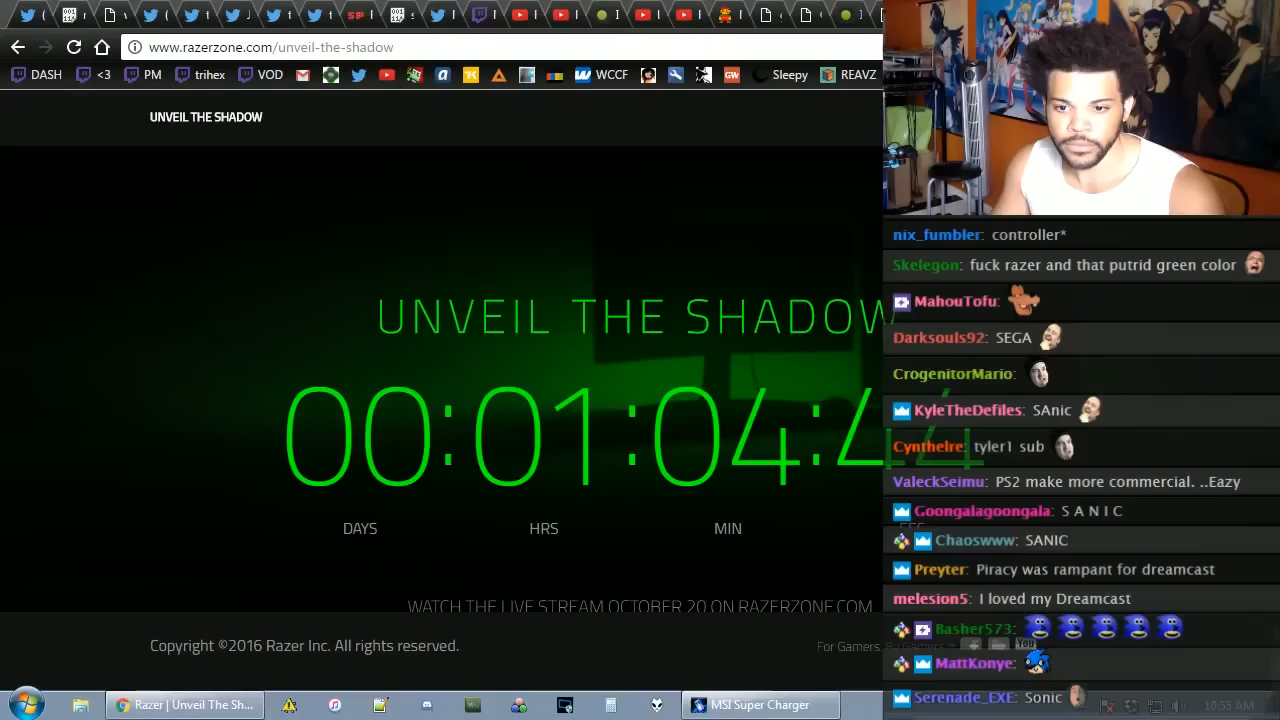 www.razerzone.com/unveil-the-shadow
DASH <3 PM trihex VOD WCCF Sleepy REAVZ
UNVEIL THE SHADOW
UNVEIL THE SHADOW
00:01:04:44
DAYS HRS MIN SEC
WATCH THE LIVE STREAM OCTOBER 20 ON RAZERZONE.COM
Copyright ©2016 Razer Inc. All rights reserved.
For Gamers. By Gamers.™
nix_fumbler: controller*
Skelegon: fuck razer and that putrid green color
MahouTofu:
Darksouls92: SEGA
CrogenitorMario:
KyleTheDefiles: SAnic
Cynthelre: tyler1 sub
ValeckSeimu: PS2 make more commercial. ..Eazy
Goongalagoongala: S A N I C
Chaoswww: SANIC
Preyter: Piracy was rampant for dreamcast
melesion5: I loved my Dreamcast
Basher573:
MattKonye:
Serenade_EXE: Sonic
Razer | Unveil The Sh...
MSI Super Charger
10:55 AM